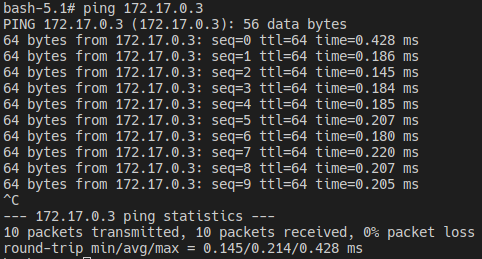 bash-5.1# ping 172.17.0.3
PING 172.17.0.3 (172.17.0.3): 56 data bytes
64 bytes from 172.17.0.3: seq=0 ttl=64 time=0.428 ms
64 bytes from 172.17.0.3: seq=1 ttl=64 time=0.186 ms
64 bytes from 172.17.0.3: seq=2 ttl=64 time=0.145 ms
64 bytes from 172.17.0.3: seq=3 ttl=64 time=0.184 ms
64 bytes from 172.17.0.3: seq=4 ttl=64 time=0.185 ms
64 bytes from 172.17.0.3: seq=5 ttl=64 time=0.207 ms
64 bytes from 172.17.0.3: seq=6 ttl=64 time=0.180 ms
64 bytes from 172.17.0.3: seq=7 ttl=64 time=0.220 ms
64 bytes from 172.17.0.3: seq=8 ttl=64 time=0.207 ms
64 bytes from 172.17.0.3: seq=9 ttl=64 time=0.205 ms
^C
--- 172.17.0.3 ping statistics ---
10 packets transmitted, 10 packets received, 0% packet loss
round-trip min/avg/max = 0.145/0.214/0.428 ms